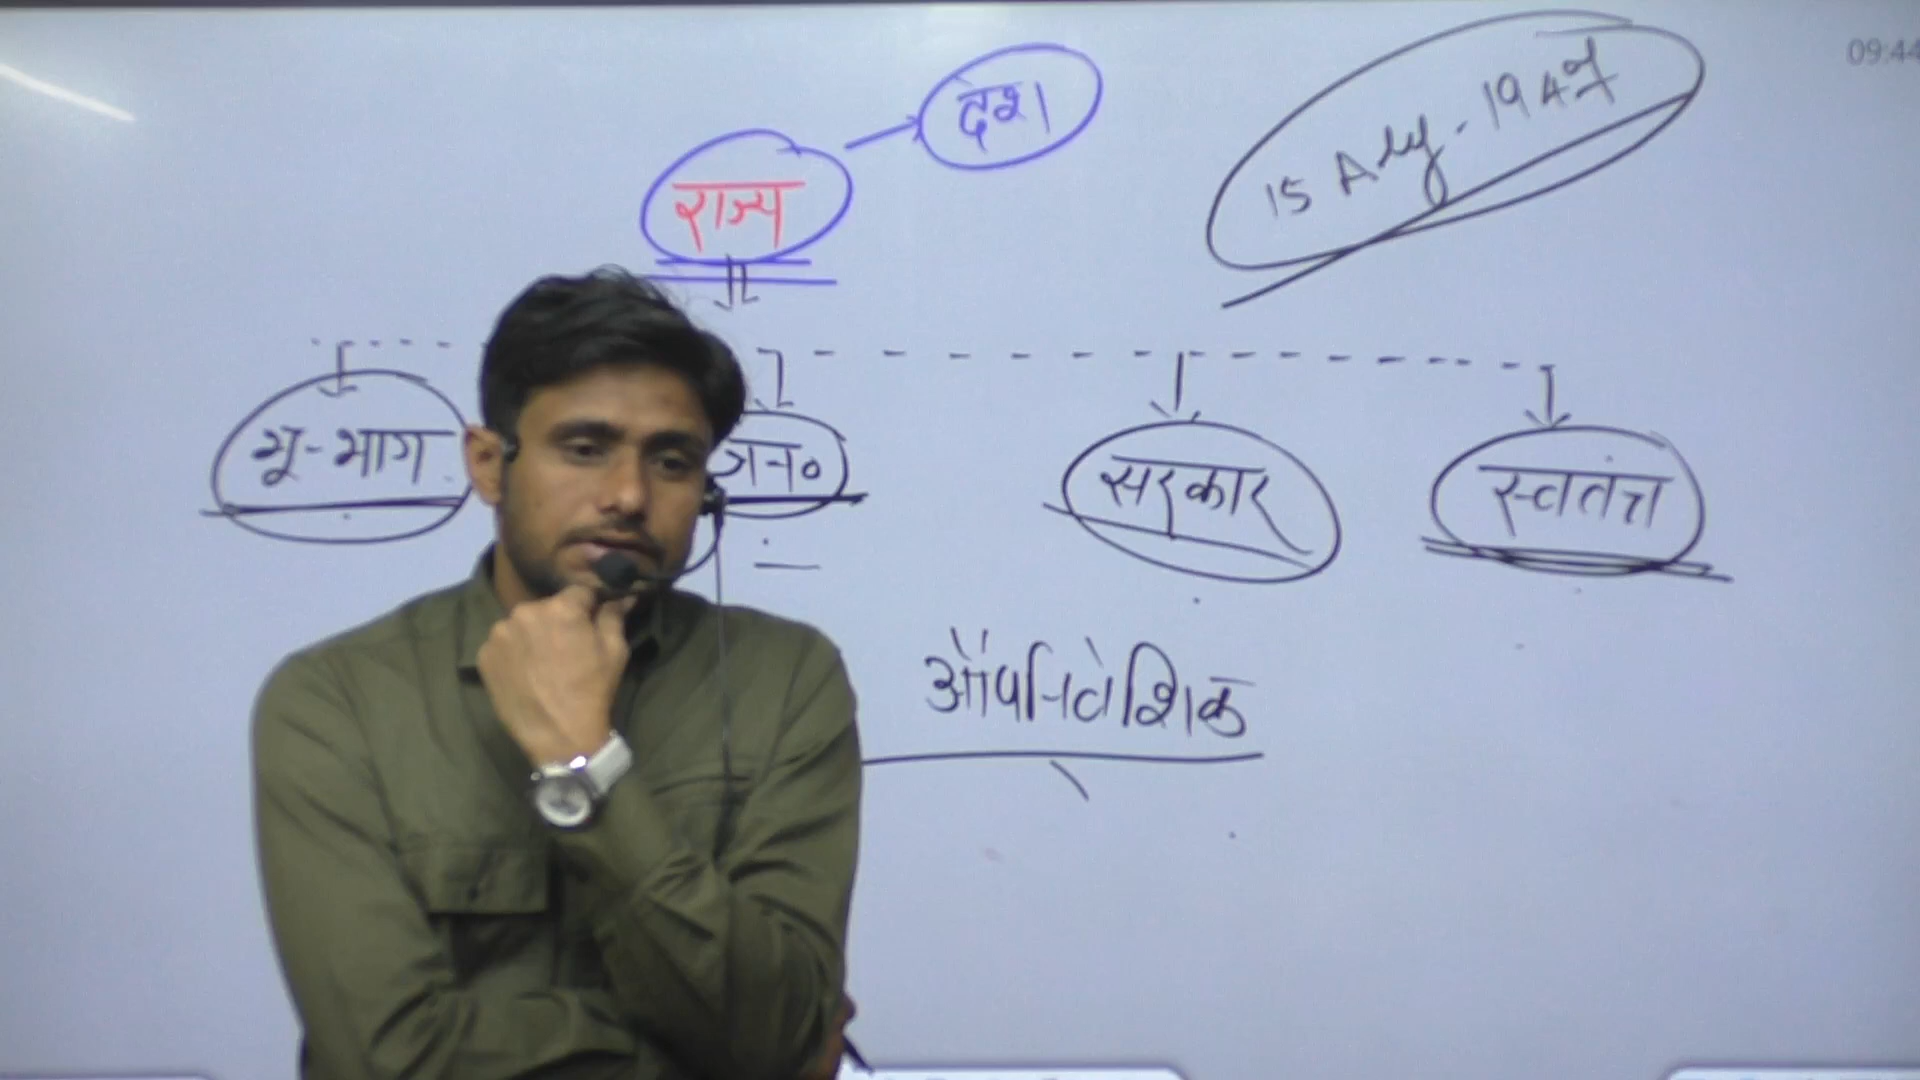 09:44
देश
15 Aug - 1947
राज्य
भू-भाग
जन०
सरकार
स्वतंत्र
औपनिवेशिक